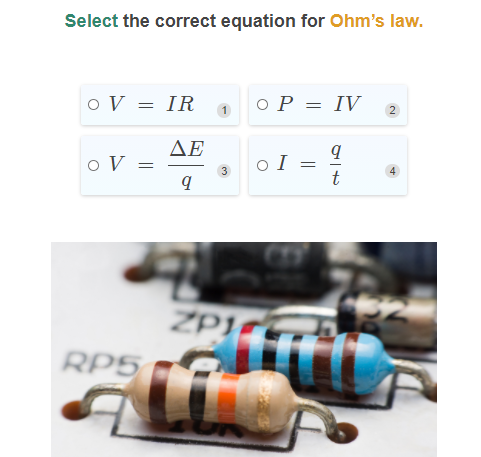 Select the correct equation for Ohm's law.
V = IR 1
P = IV 2
V = ΔE/q 3
I = q/t 4
ZP1
RP5